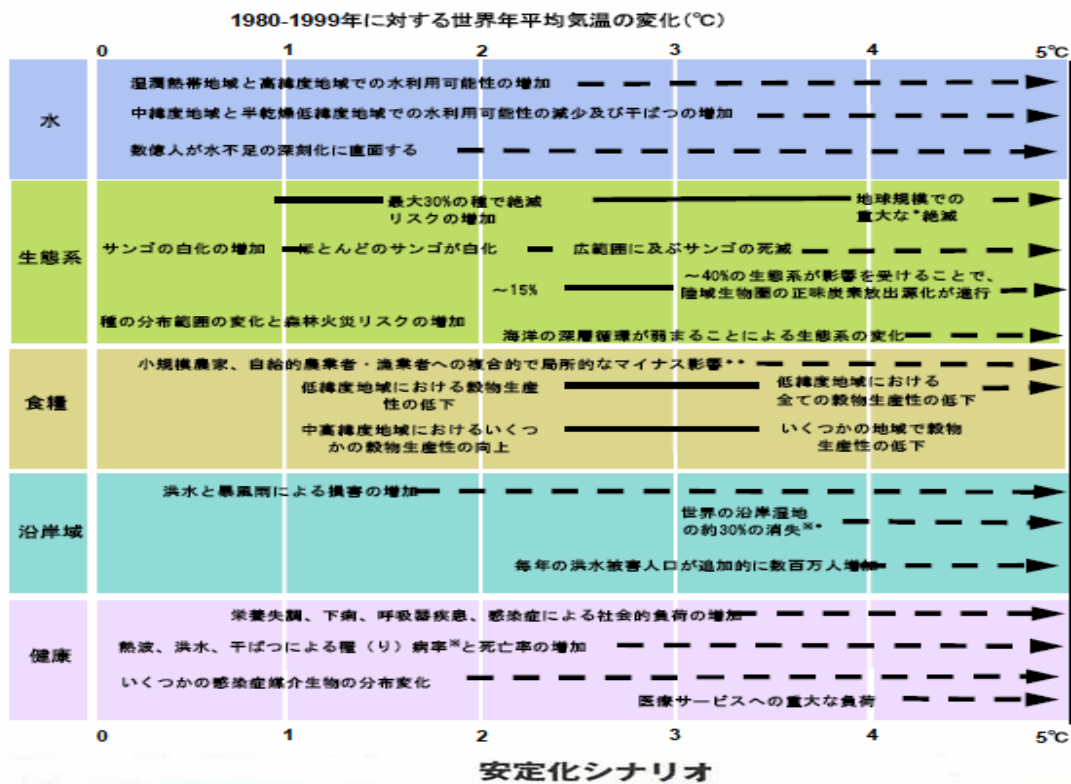 1980-1999年に対する世界年平均気温の変化(℃)
0 1 2 3 4 5℃
水
湿潤熱帯地域と高緯度地域での水利用可能性の増加
中緯度地域と半乾燥低緯度地域での水利用可能性の減少及び干ばつの増加
数億人が水不足の深刻化に直面する
生態系
最大30%の種で絶滅
リスクの増加
地球規模での
重大な*絶滅
サンゴの白化の増加
ほとんどのサンゴが白化
広範囲に及ぶサンゴの死滅
～15%
～40%の生態系が影響を受けることで、
陸域生物圏の正味炭素放出源化が進行
種の分布範囲の変化と森林火災リスクの増加
海洋の深層循環が弱まることによる生態系の変化
食糧
小規模農家、自給的農業者・漁業者への複合的で局所的なマイナス影響**
低緯度地域における穀物生産
性の低下
低緯度地域における
全ての穀物生産性の低下
中高緯度地域におけるいくつ
かの穀物生産性の向上
いくつかの地域で穀物
生産性の低下
沿岸域
洪水と暴風雨による損害の増加
世界の沿岸湿地
の約30%の消失※*
毎年の洪水被害人口が追加的に数百万人増加
健康
栄養失調、下痢、呼吸器疾患、感染症による社会的負荷の増加
熱波、洪水、干ばつによる罹（り）病率※と死亡率の増加
いくつかの感染症媒介生物の分布変化
医療サービスへの重大な負荷
0 1 2 3 4 5℃
安定化シナリオ